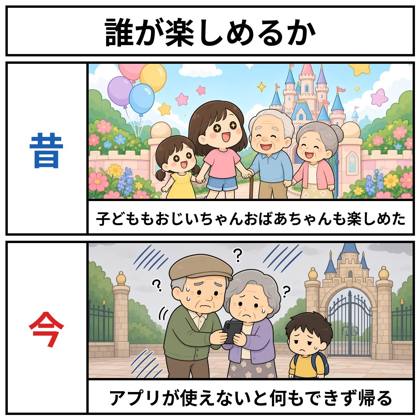 誰が楽しめるか
昔
子どももおじいちゃんおばあちゃんも楽しめた
?
?
?
今
アプリが使えないと何もできず帰る